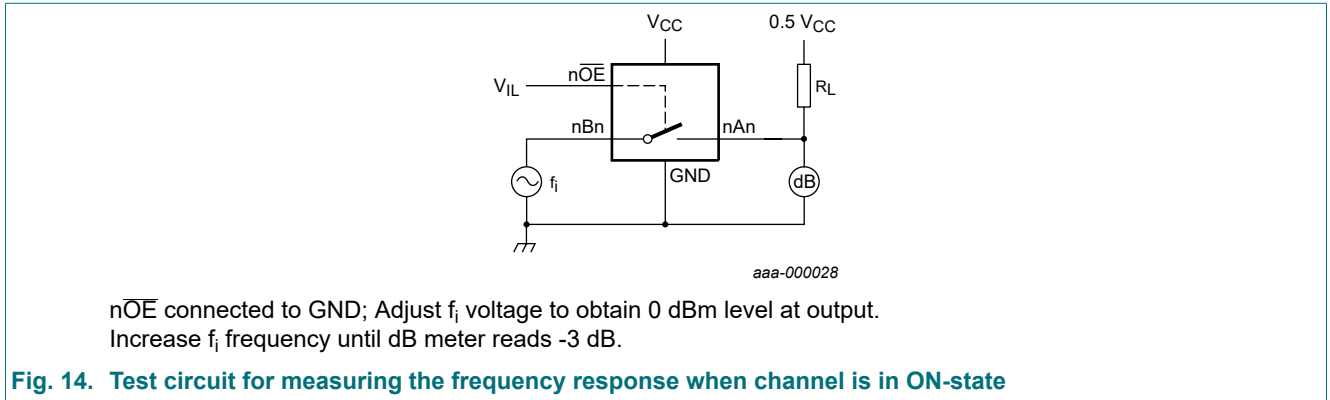 VCC
0.5 VCC
VIL
nOE
RL
nBn
nAn
fi
GND
dB
aaa-000028
nOE connected to GND; Adjust fi voltage to obtain 0 dBm level at output.
Increase fi frequency until dB meter reads -3 dB.
Fig. 14. Test circuit for measuring the frequency response when channel is in ON-state